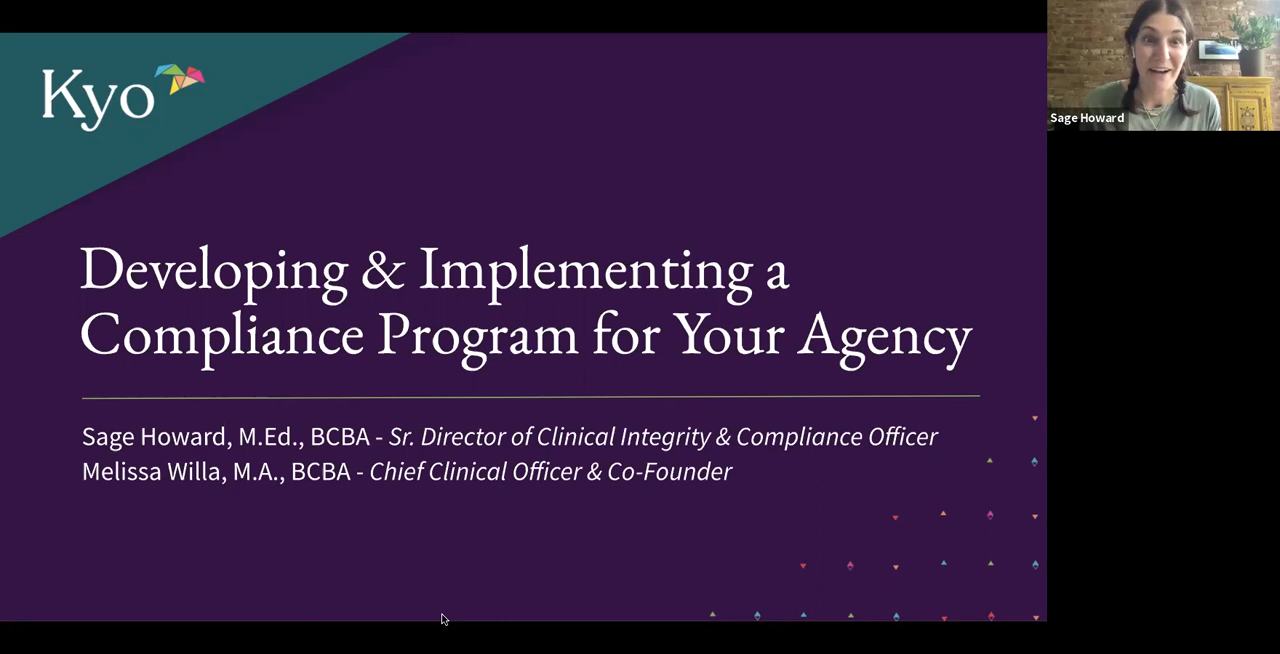 Kyo
Developing & Implementing a
Compliance Program for Your Agency
Sage Howard, M.Ed., BCBA - Sr. Director of Clinical Integrity & Compliance Officer
Melissa Willa, M.A., BCBA - Chief Clinical Officer & Co-Founder
Sage Howard